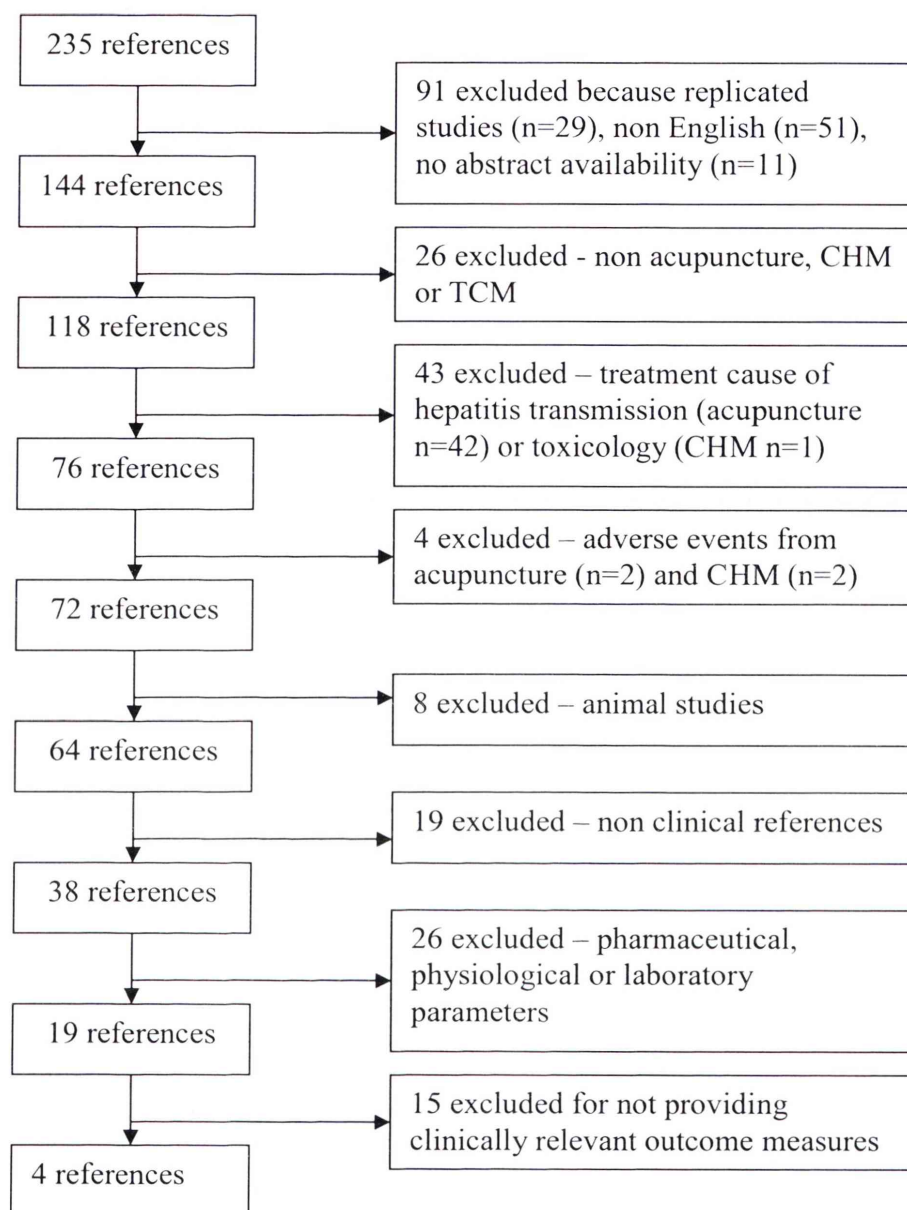 235 references
91 excluded because replicated
studies (n=29), non English (n=51),
no abstract availability (n=11)
144 references
26 excluded - non acupuncture, CHM
or TCM
118 references
43 excluded – treatment cause of
hepatitis transmission (acupuncture
n=42) or toxicology (CHM n=1)
76 references
4 excluded – adverse events from
acupuncture (n=2) and CHM (n=2)
72 references
8 excluded – animal studies
64 references
19 excluded – non clinical references
38 references
26 excluded – pharmaceutical,
physiological or laboratory
parameters
19 references
15 excluded for not providing
clinically relevant outcome measures
4 references